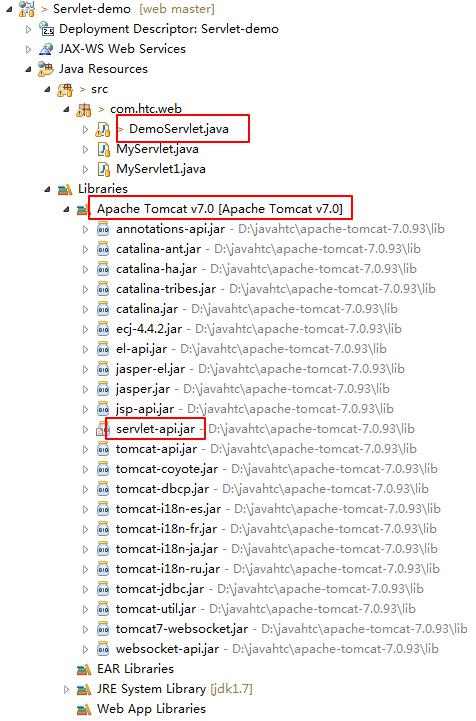 > Servlet-demo [web master]
Deployment Descriptor: Servlet-demo
JAX-WS Web Services
Java Resources
> src
> com.htc.web
> DemoServlet.java
MyServlet.java
MyServlet1.java
Libraries
Apache Tomcat v7.0 [Apache Tomcat v7.0]
annotations-api.jar - D:\javahtc\apache-tomcat-7.0.93\lib
catalina-ant.jar - D:\javahtc\apache-tomcat-7.0.93\lib
catalina-ha.jar - D:\javahtc\apache-tomcat-7.0.93\lib
catalina-tribes.jar - D:\javahtc\apache-tomcat-7.0.93\lib
catalina.jar - D:\javahtc\apache-tomcat-7.0.93\lib
ecj-4.4.2.jar - D:\javahtc\apache-tomcat-7.0.93\lib
el-api.jar - D:\javahtc\apache-tomcat-7.0.93\lib
jasper-el.jar - D:\javahtc\apache-tomcat-7.0.93\lib
jasper.jar - D:\javahtc\apache-tomcat-7.0.93\lib
jsp-api.jar - D:\javahtc\apache-tomcat-7.0.93\lib
servlet-api.jar - D:\javahtc\apache-tomcat-7.0.93\lib
tomcat-api.jar - D:\javahtc\apache-tomcat-7.0.93\lib
tomcat-coyote.jar - D:\javahtc\apache-tomcat-7.0.93\lib
tomcat-dbcp.jar - D:\javahtc\apache-tomcat-7.0.93\lib
tomcat-i18n-es.jar - D:\javahtc\apache-tomcat-7.0.93\lib
tomcat-i18n-fr.jar - D:\javahtc\apache-tomcat-7.0.93\lib
tomcat-i18n-ja.jar - D:\javahtc\apache-tomcat-7.0.93\lib
tomcat-i18n-ru.jar - D:\javahtc\apache-tomcat-7.0.93\lib
tomcat-jdbc.jar - D:\javahtc\apache-tomcat-7.0.93\lib
tomcat-util.jar - D:\javahtc\apache-tomcat-7.0.93\lib
tomcat7-websocket.jar - D:\javahtc\apache-tomcat-7.0.93\lib
websocket-api.jar - D:\javahtc\apache-tomcat-7.0.93\lib
EAR Libraries
JRE System Library [jdk1.7]
Web App Libraries